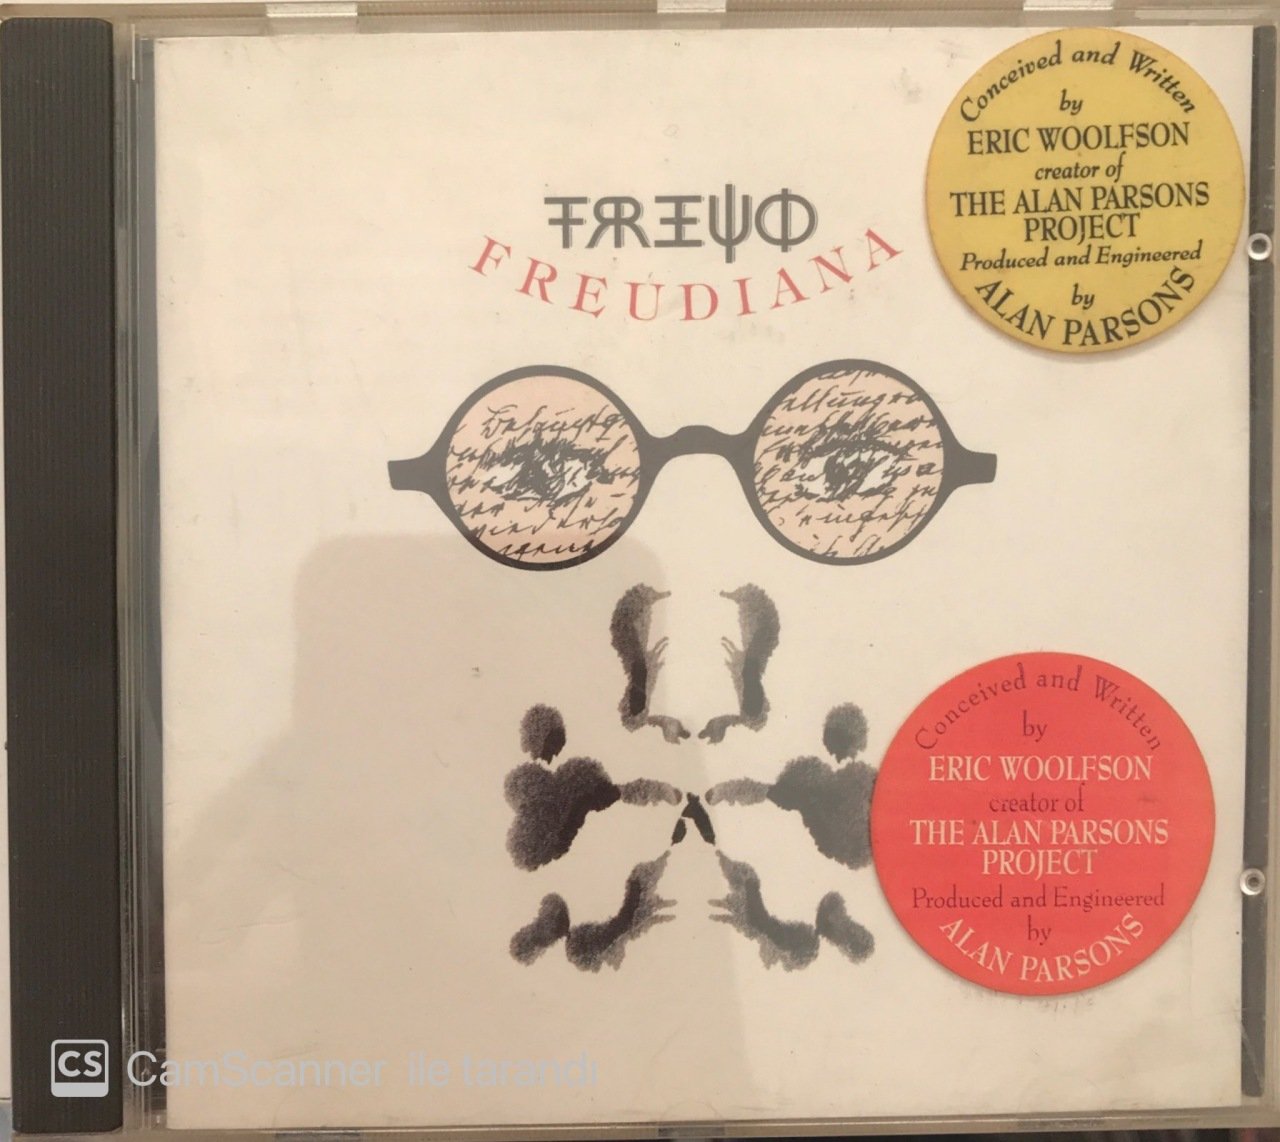 Conceived and Written
by
ERIC WOOLFSON
creator of
THE ALAN PARSONS
PROJECT
Produced and Engineered
by
ALAN PARSONS
FREUDIANA
Conceived and Written
by
ERIC WOOLFSON
creator of
THE ALAN PARSONS
PROJECT
Produced and Engineered
by
ALAN PARSONS
CS CamScanner ile tarandı